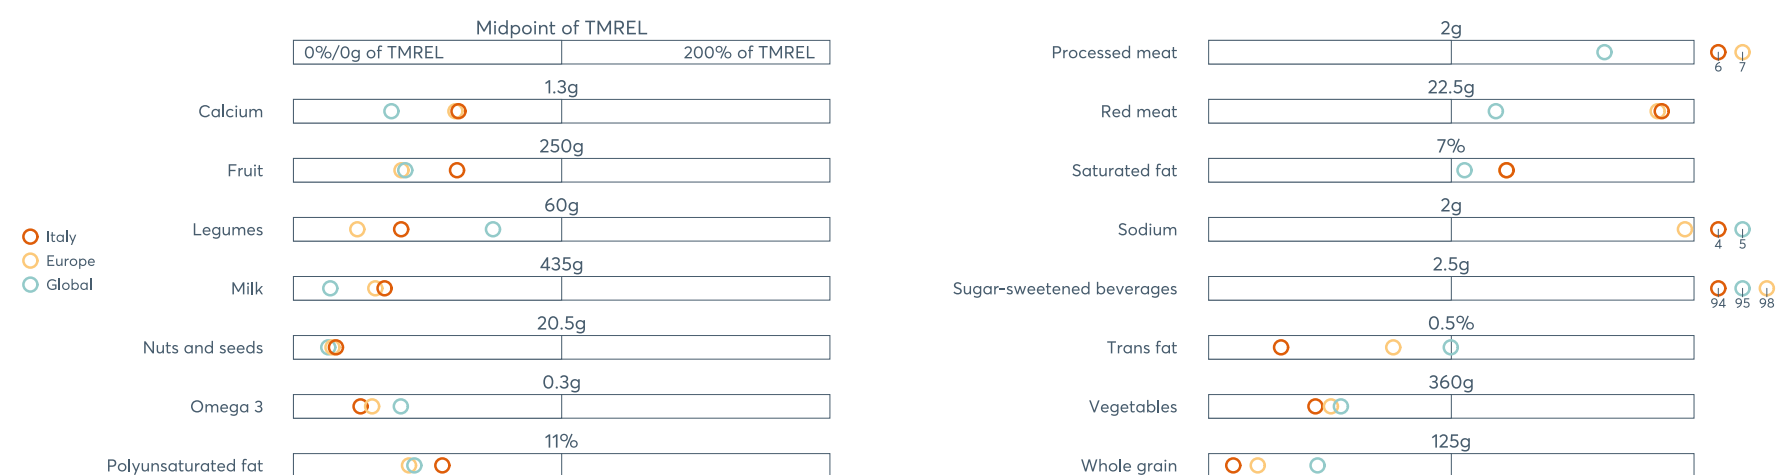 Midpoint of TMREL
0%/0g of TMREL 200% of TMREL
1.3g
Calcium
250g
Fruit
60g
Legumes
435g
Milk
20.5g
Nuts and seeds
0.3g
Omega 3
11%
Polyunsaturated fat
Italy
Europe
Global
2g
Processed meat
6 7
22.5g
Red meat
7%
Saturated fat
2g
Sodium
4 5
2.5g
Sugar-sweetened beverages
94 95 98
0.5%
Trans fat
360g
Vegetables
125g
Whole grain